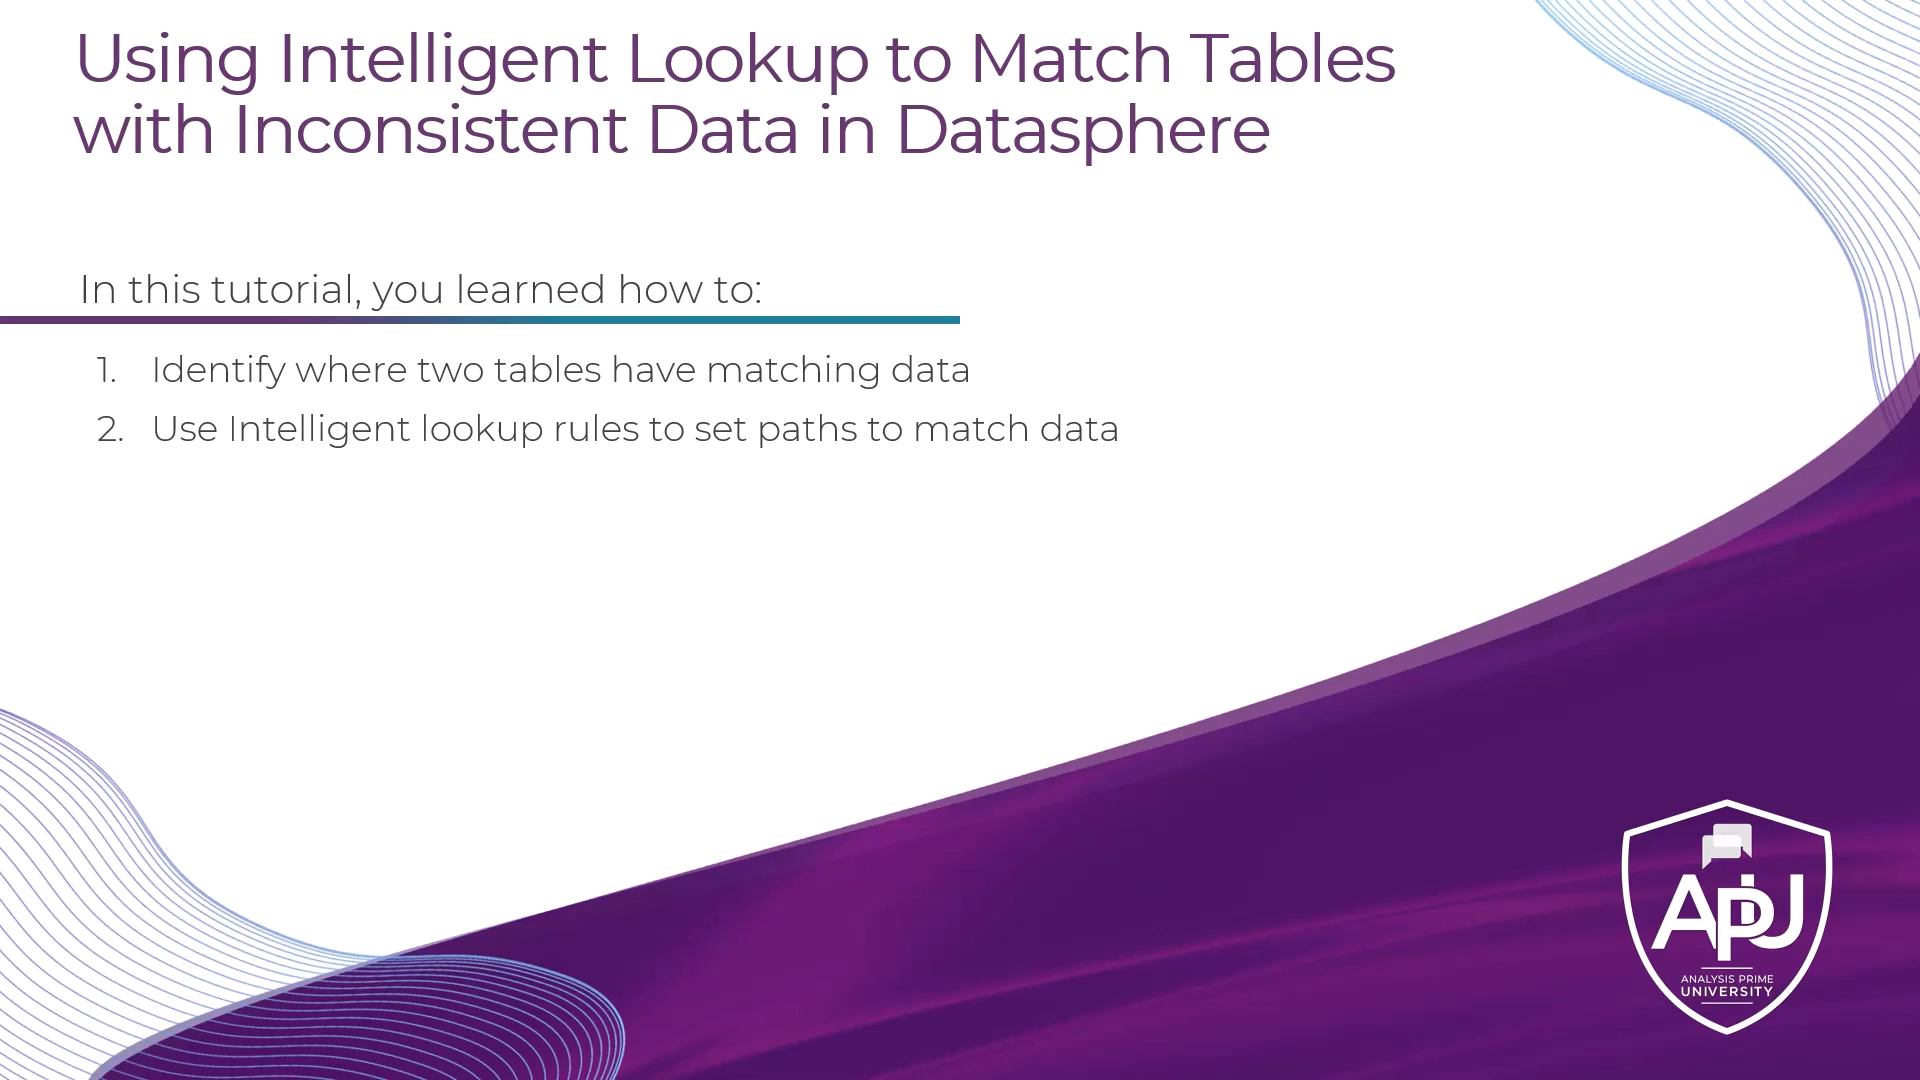 Using Intelligent Lookup to Match Tables
with Inconsistent Data in Datasphere
In this tutorial, you learned how to:
1. Identify where two tables have matching data
2. Use Intelligent lookup rules to set paths to match data
APU
ANALYSIS PRIME
UNIVERSITY